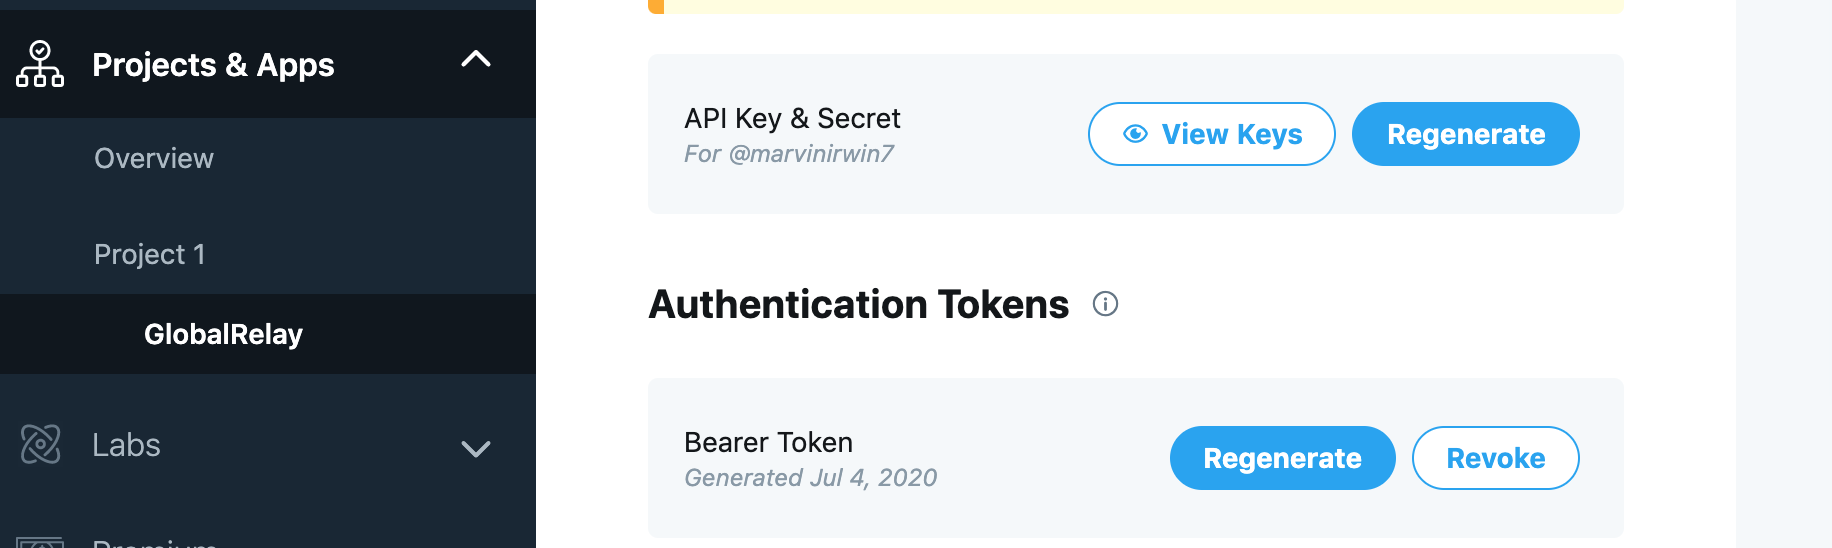 Projects & Apps
Overview
Project 1
GlobalRelay
Labs
Premium
API Key & Secret
For @marvinirwin7
View Keys
Regenerate
Authentication Tokens
Bearer Token
Generated Jul 4, 2020
Regenerate
Revoke